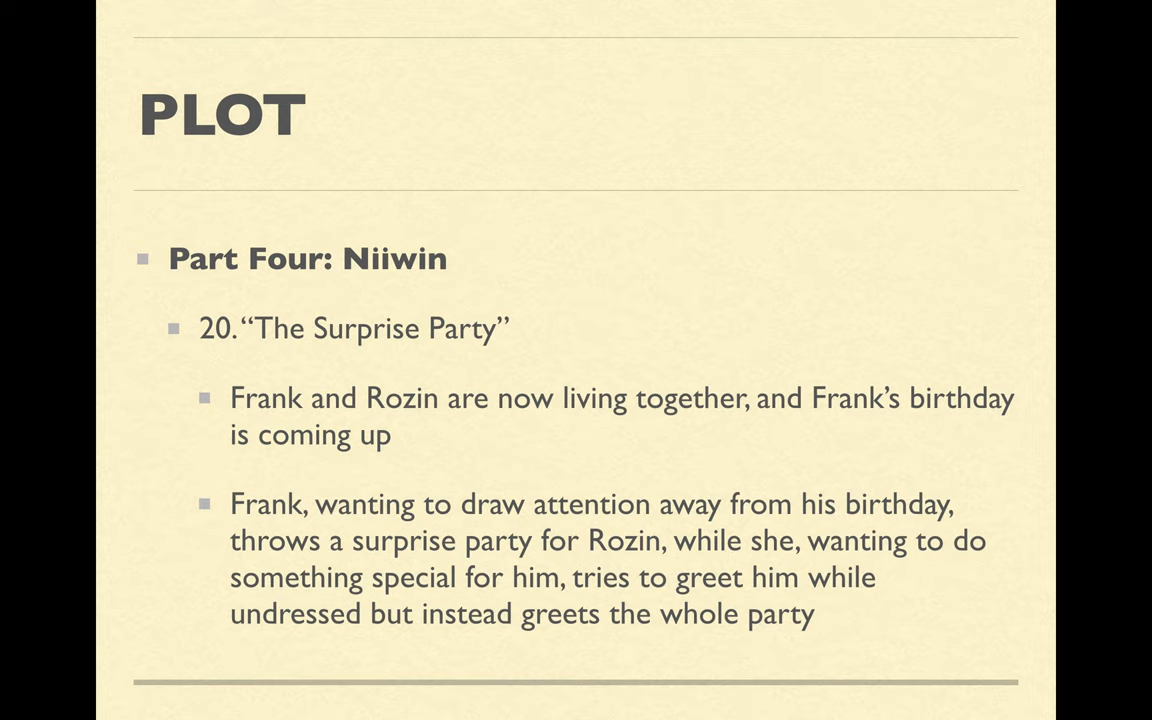 PLOT
Part Four: Niiwin
20. “The Surprise Party”
Frank and Rozin are now living together, and Frank’s birthday
is coming up
Frank, wanting to draw attention away from his birthday,
throws a surprise party for Rozin, while she, wanting to do
something special for him, tries to greet him while
undressed but instead greets the whole party